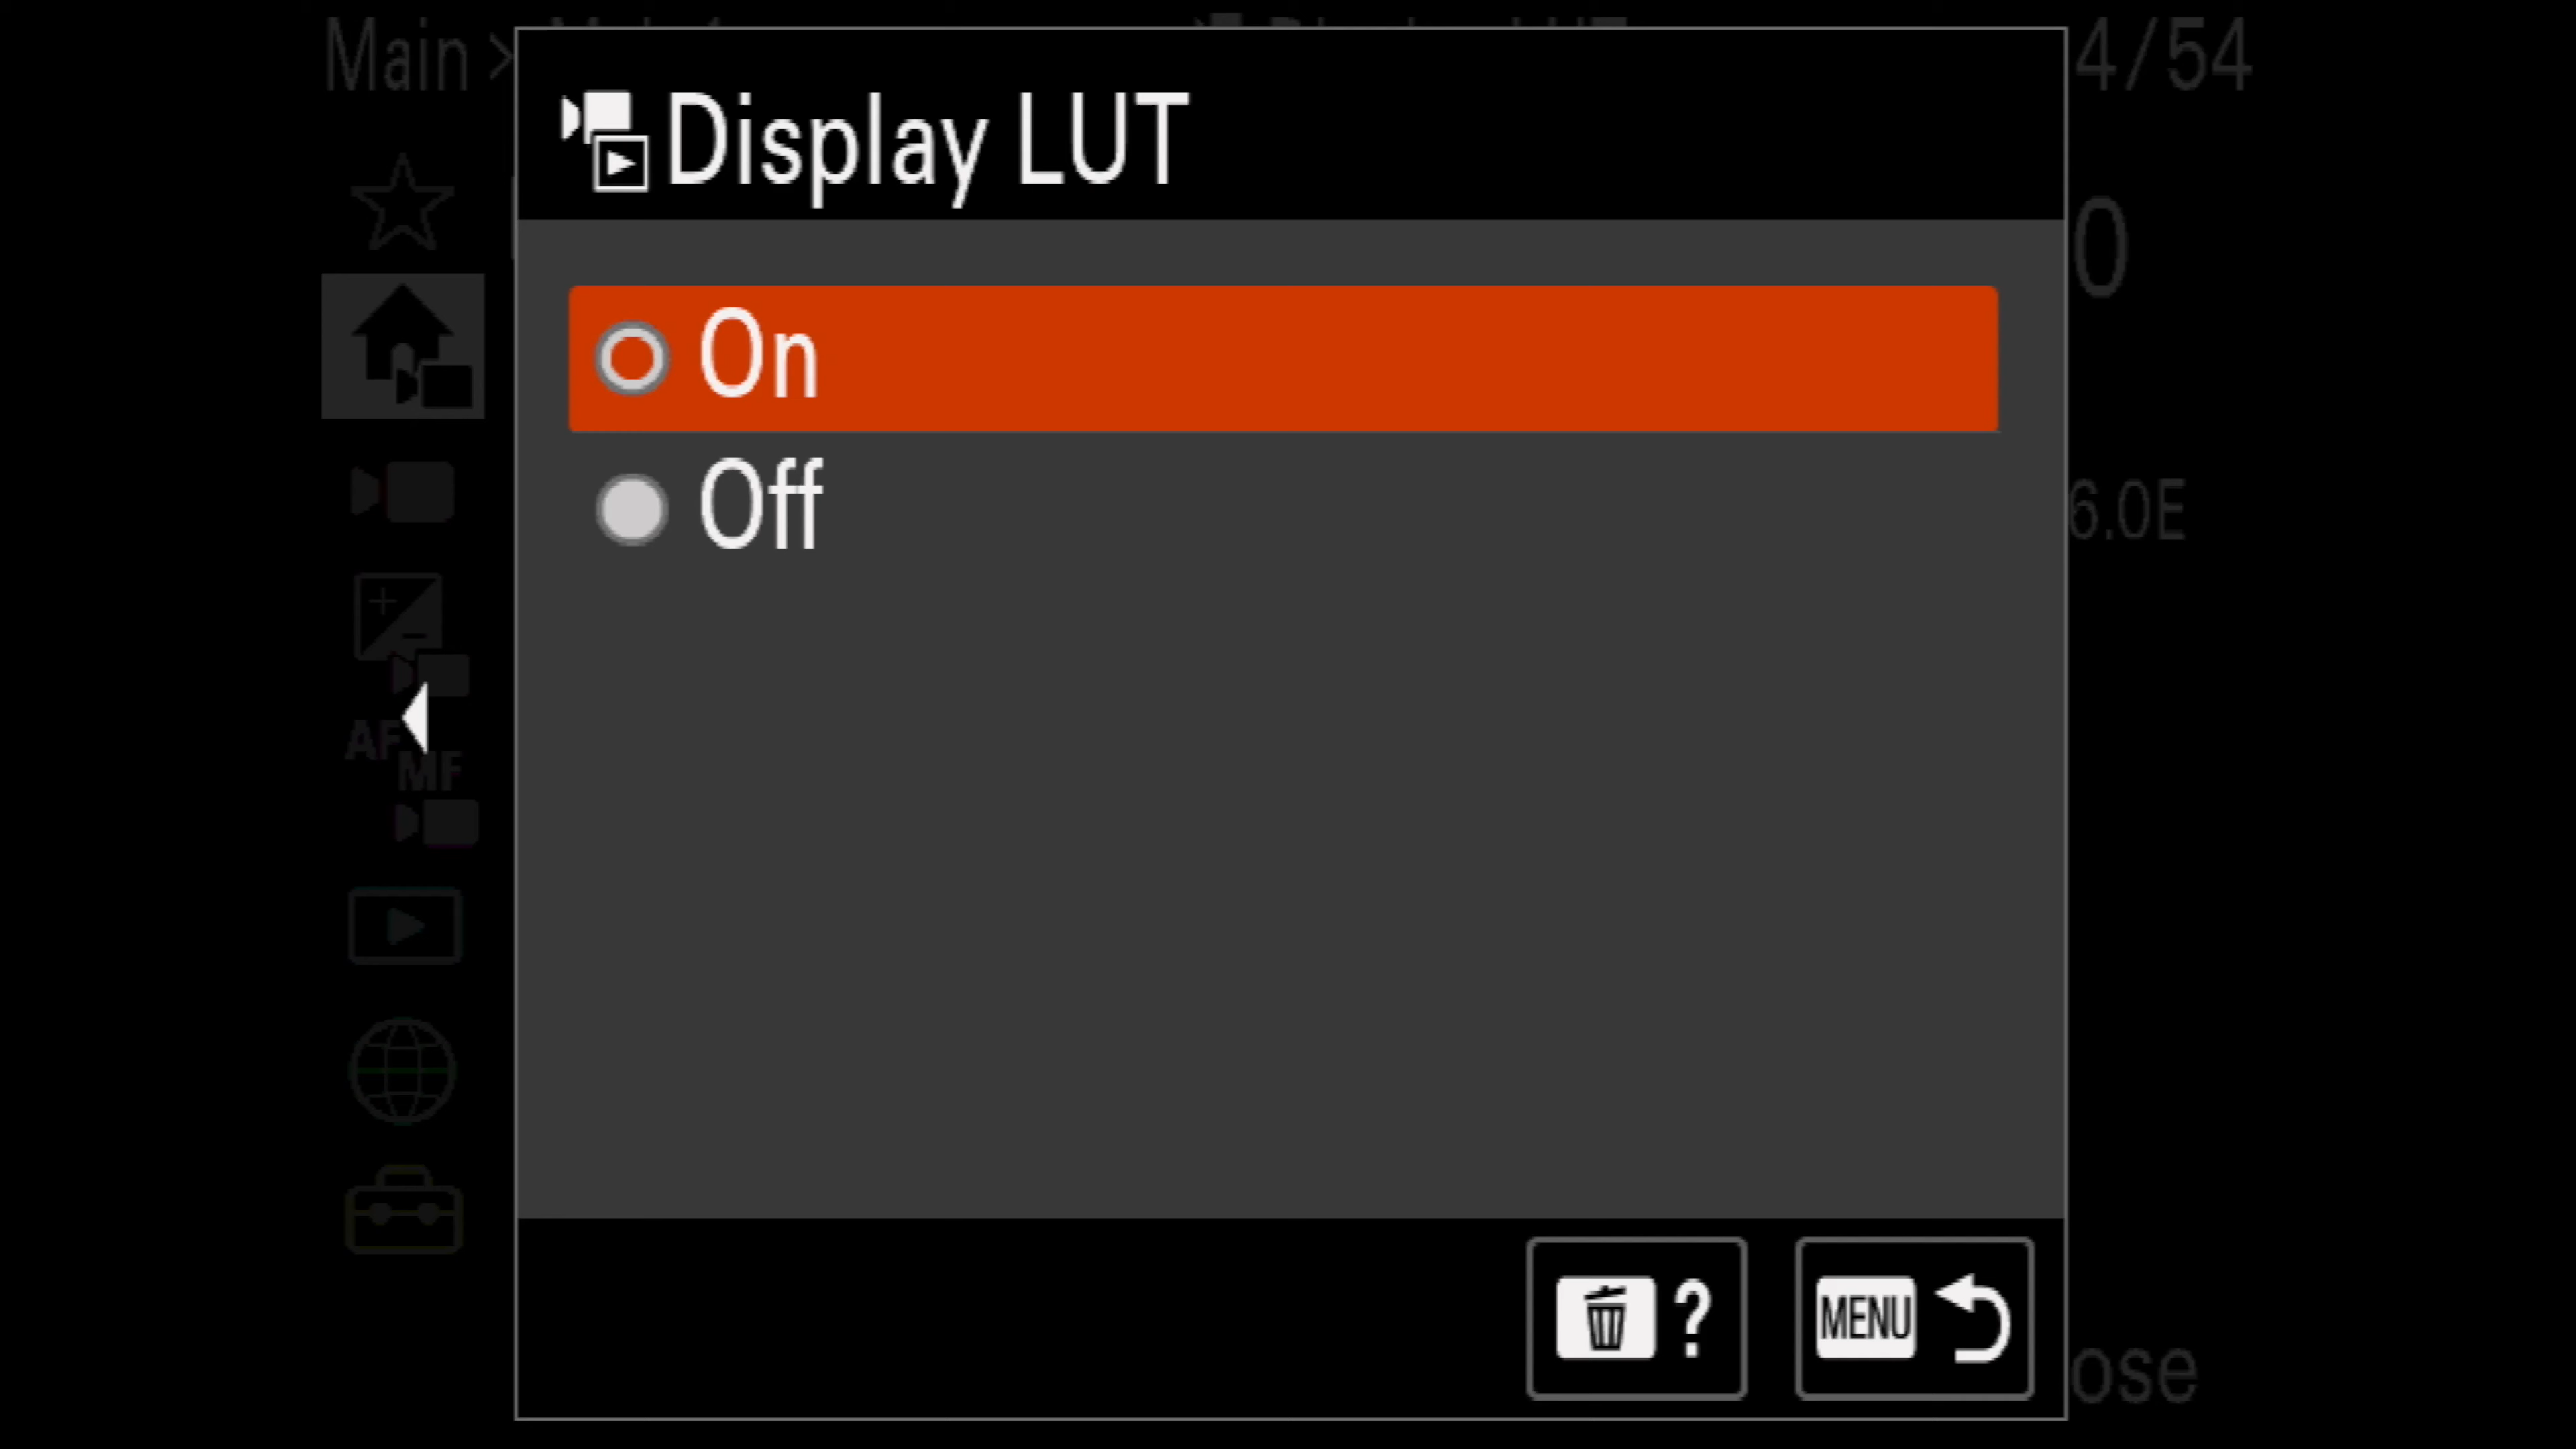 Main >
4/54
Display LUT
On
0
Off
6.0E
AF
MF
?
MENU
ose